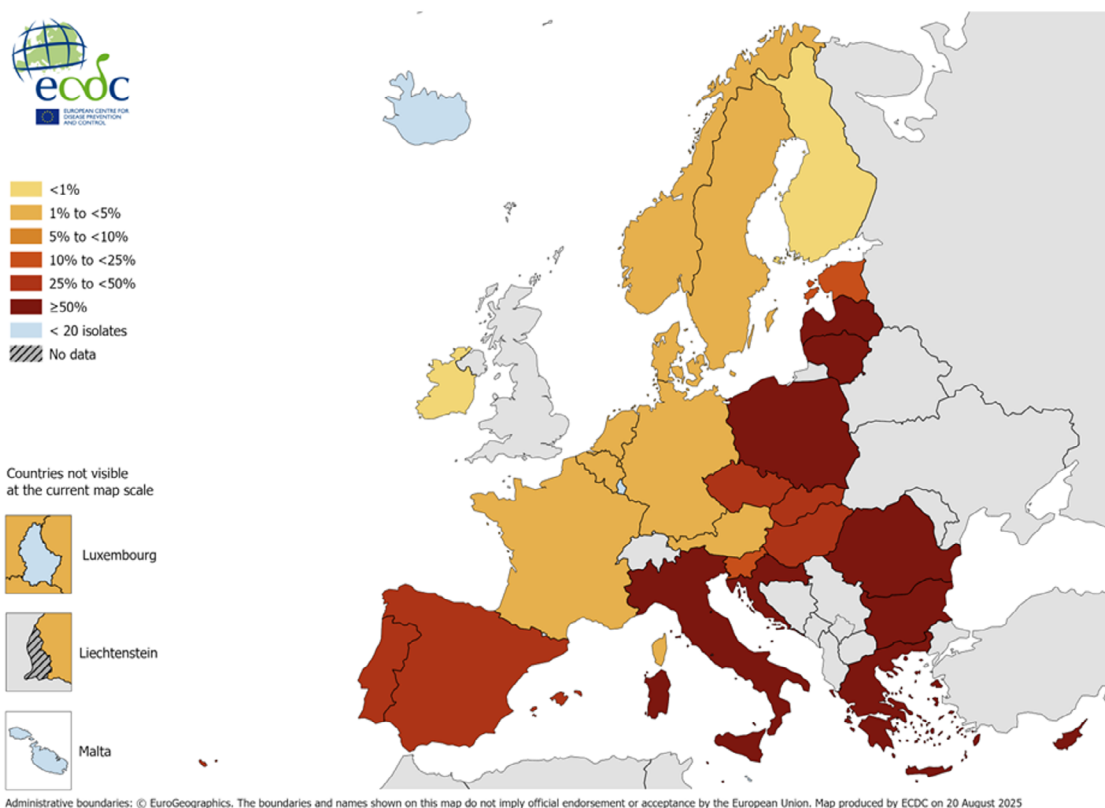 ecdc
EUROPEAN CENTRE FOR
DISEASE PREVENTION
AND CONTROL
<1%
1% to <5%
5% to <10%
10% to <25%
25% to <50%
≥50%
< 20 isolates
No data
Countries not visible
at the current map scale
Luxembourg
Liechtenstein
Malta
Administrative boundaries: © EuroGeographics. The boundaries and names shown on this map do not imply official endorsement or acceptance by the European Union. Map produced by ECDC on 20 August 2025